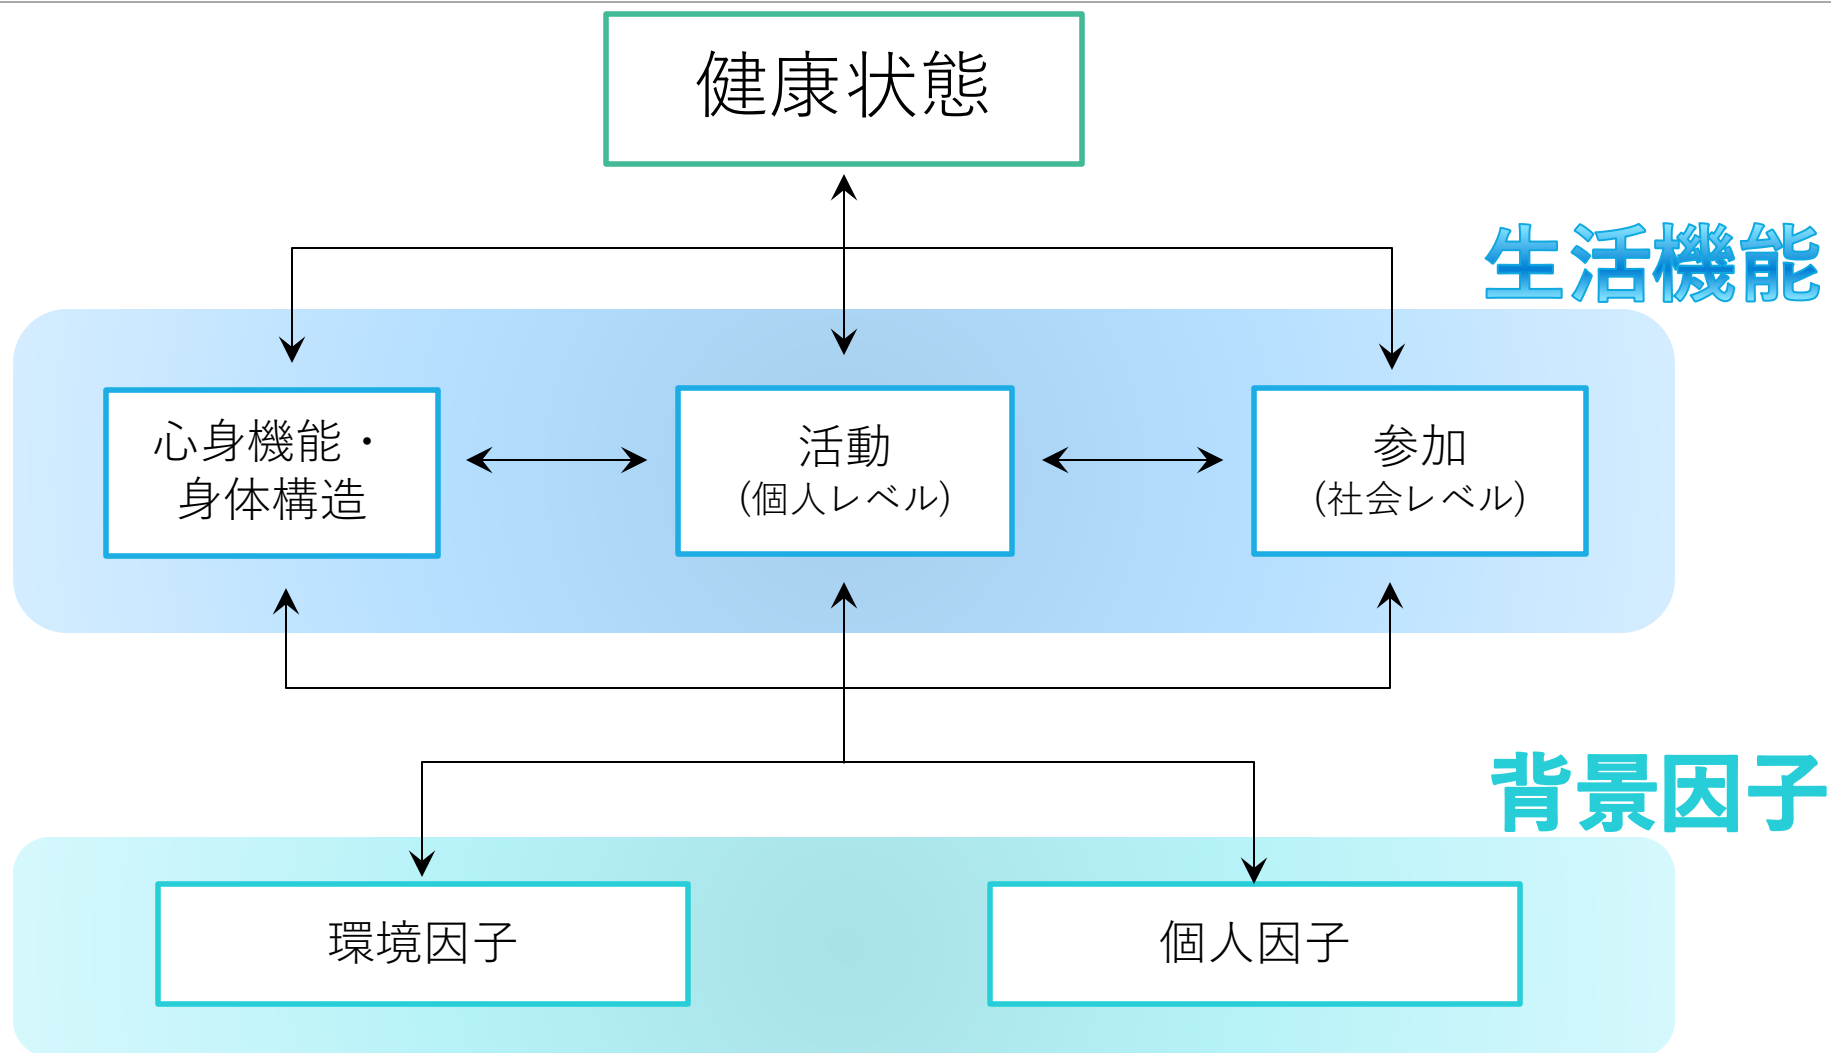 健康状態
生活機能
心身機能・
身体構造
活動
(個人レベル)
参加
(社会レベル)
背景因子
環境因子
個人因子